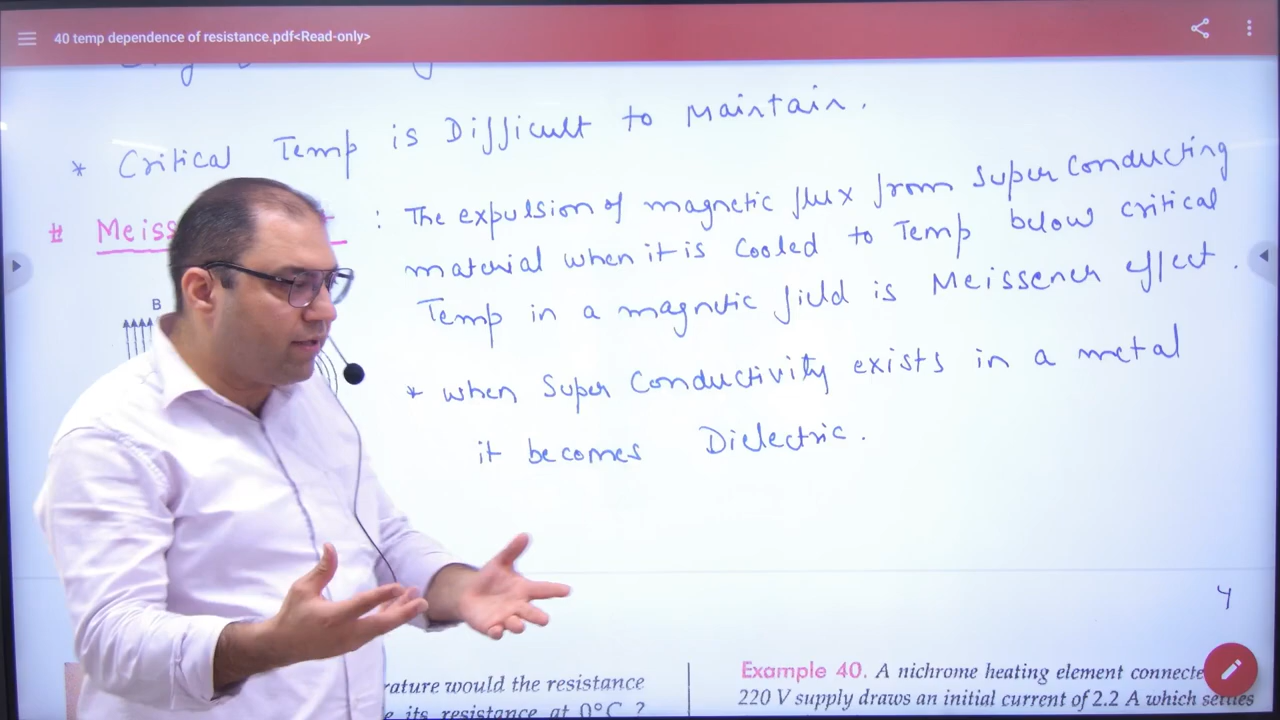 40 temp dependence of resistance.pdf<Read-only>
* Critical Temp is Difficult to Maintain.
# : The expulsion of magnetic flux from Super Conducting
material when it is cooled to Temp below critical
Temp in a magnetic field is Meissener effect.
B
* when Super Conductivity exists in a metal
it becomes Dielectric.
4
would the resistance
its resistance at 0°C ?
Example 40. A nichrome heating element
220 V supply draws an initial current of 2.2 A which settles